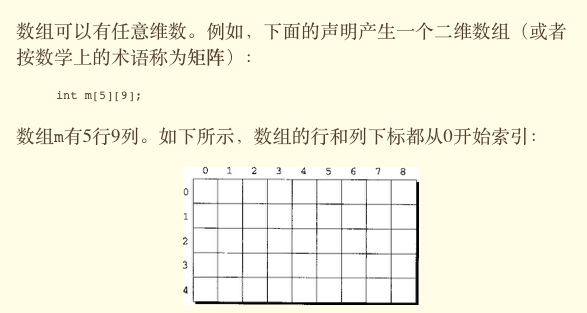 数组可以有任意维数。例如，下面的声明产生一个二维数组（或者
按数学上的术语称为矩阵）：
int m[5][9];
数组m有5行9列。如下所示，数组的行和列下标都从0开始索引：
0 1 2 3 4 5 6 7 8
0
1
2
3
4